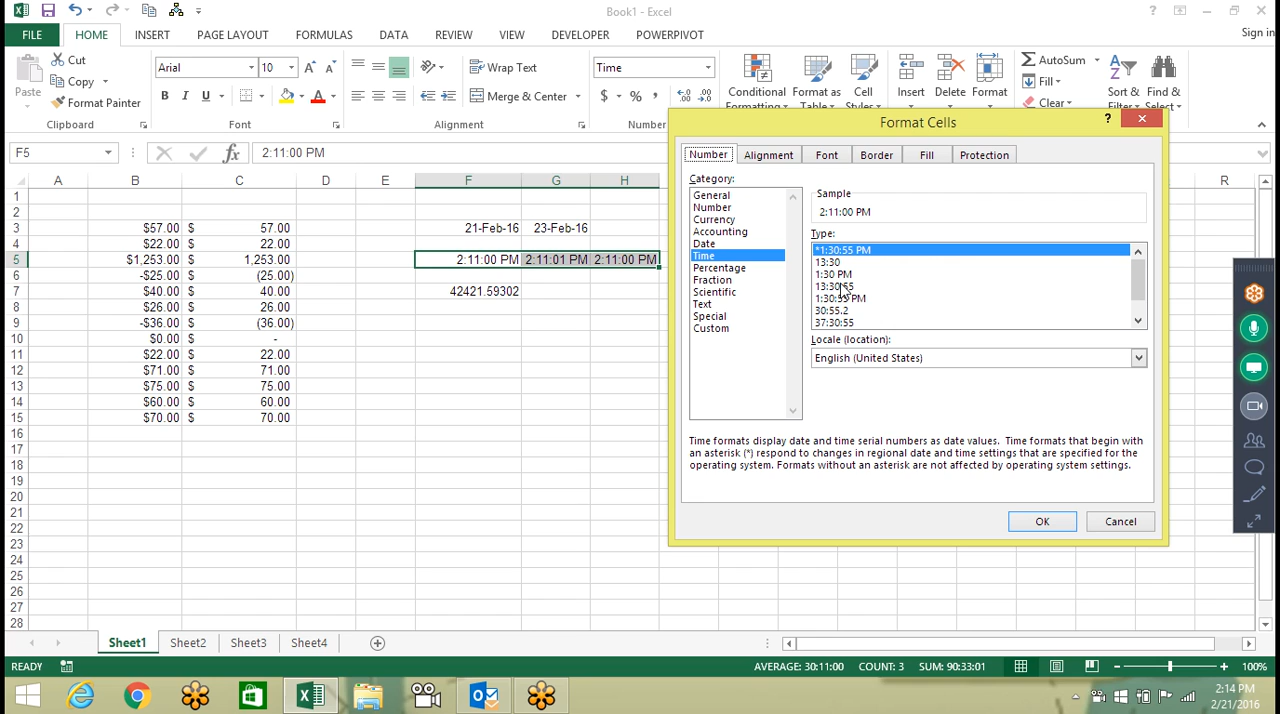 Book1 - Excel
?
Sign in
FILE HOME INSERT PAGE LAYOUT FORMULAS DATA REVIEW VIEW DEVELOPER POWERPIVOT
Paste
Cut
Copy
Format Painter
Clipboard
Arial 10
B I U
Font
Wrap Text
Merge & Center
Alignment
Time
$ % ,
Number
Conditional Formatting
Format as Table
Cell Styles
Insert Delete Format
AutoSum
Fill
Clear
Sort & Find &
Filter Select
F5
fx 2:11:00 PM
A B C D E F G H R
1
2
3 $57.00 $ 57.00 21-Feb-16 23-Feb-16
4 $22.00 $ 22.00
5 $1,253.00 $ 1,253.00 2:11:00 PM 2:11:01 PM 2:11:00 PM
6 -$25.00 $ (25.00)
7 $40.00 $ 40.00 42421.59302
8 $26.00 $ 26.00
9 -$36.00 $ (36.00)
10 $0.00 $ -
11 $22.00 $ 22.00
12 $71.00 $ 71.00
13 $75.00 $ 75.00
14 $60.00 $ 60.00
15 $70.00 $ 70.00
16
17
18
19
20
21
22
23
24
25
26
27
28
Format Cells
?
Number Alignment Font Border Fill Protection
Category:
General
Number
Currency
Accounting
Date
Time
Percentage
Fraction
Scientific
Text
Special
Custom
Sample
2:11:00 PM
Type:
*1:30:55 PM
13:30
1:30 PM
13:30:55
1:30:55 PM
30:55.2
37:30:55
Locale (location):
English (United States)
Time formats display date and time serial numbers as date values. Time formats that begin with
an asterisk (*) respond to changes in regional date and time settings that are specified for the
operating system. Formats without an asterisk are not affected by operating system settings.
OK Cancel
Sheet1 Sheet2 Sheet3 Sheet4
READY
AVERAGE: 30:11:00 COUNT: 3 SUM: 90:33:01
100%
2:14 PM
2/21/2016